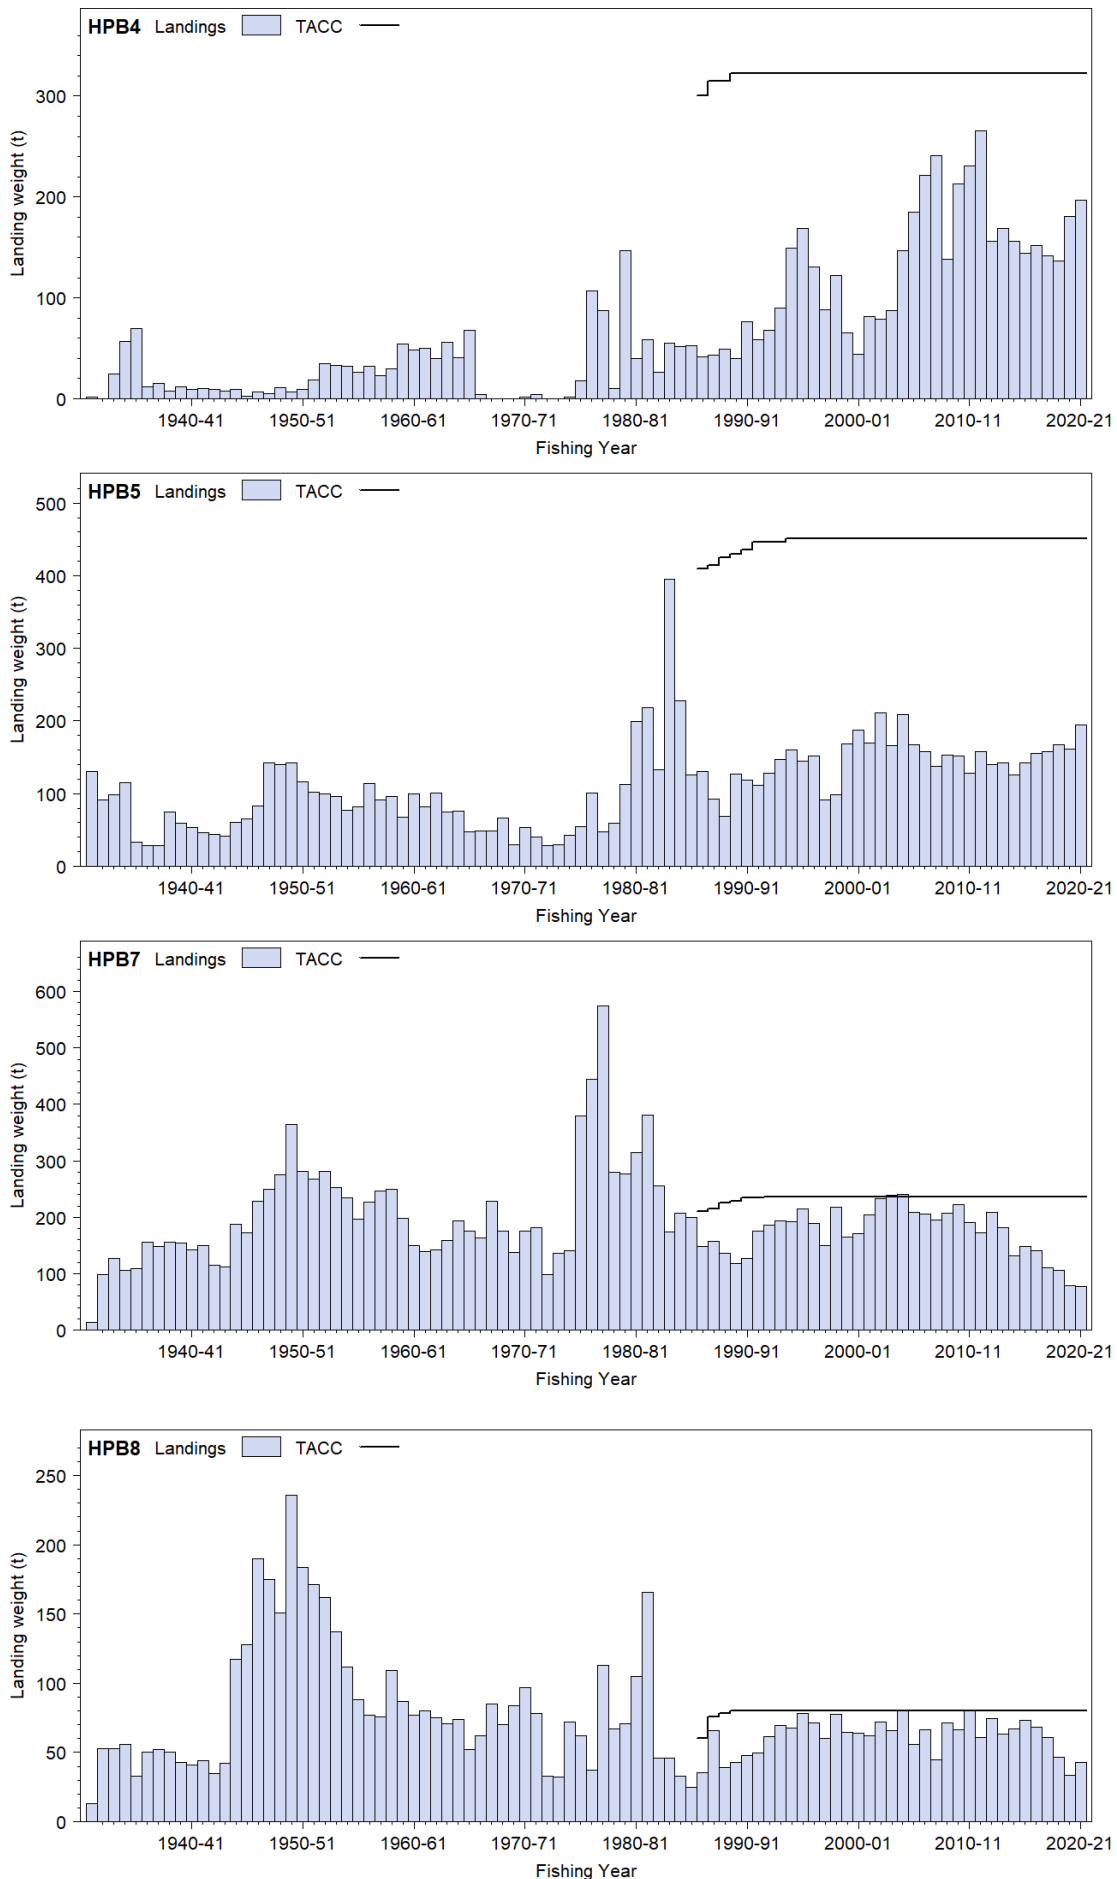 HPB4 Landings TACC
300
200
100
0
Landing weight (t)
1940-41 1950-51 1960-61 1970-71 1980-81 1990-91 2000-01 2010-11 2020-21
Fishing Year
HPB5 Landings TACC
500
400
300
200
100
0
Landing weight (t)
1940-41 1950-51 1960-61 1970-71 1980-81 1990-91 2000-01 2010-11 2020-21
Fishing Year
HPB7 Landings TACC
600
500
400
300
200
100
0
Landing weight (t)
1940-41 1950-51 1960-61 1970-71 1980-81 1990-91 2000-01 2010-11 2020-21
Fishing Year
HPB8 Landings TACC
250
200
150
100
50
0
Landing weight (t)
1940-41 1950-51 1960-61 1970-71 1980-81 1990-91 2000-01 2010-11 2020-21
Fishing Year